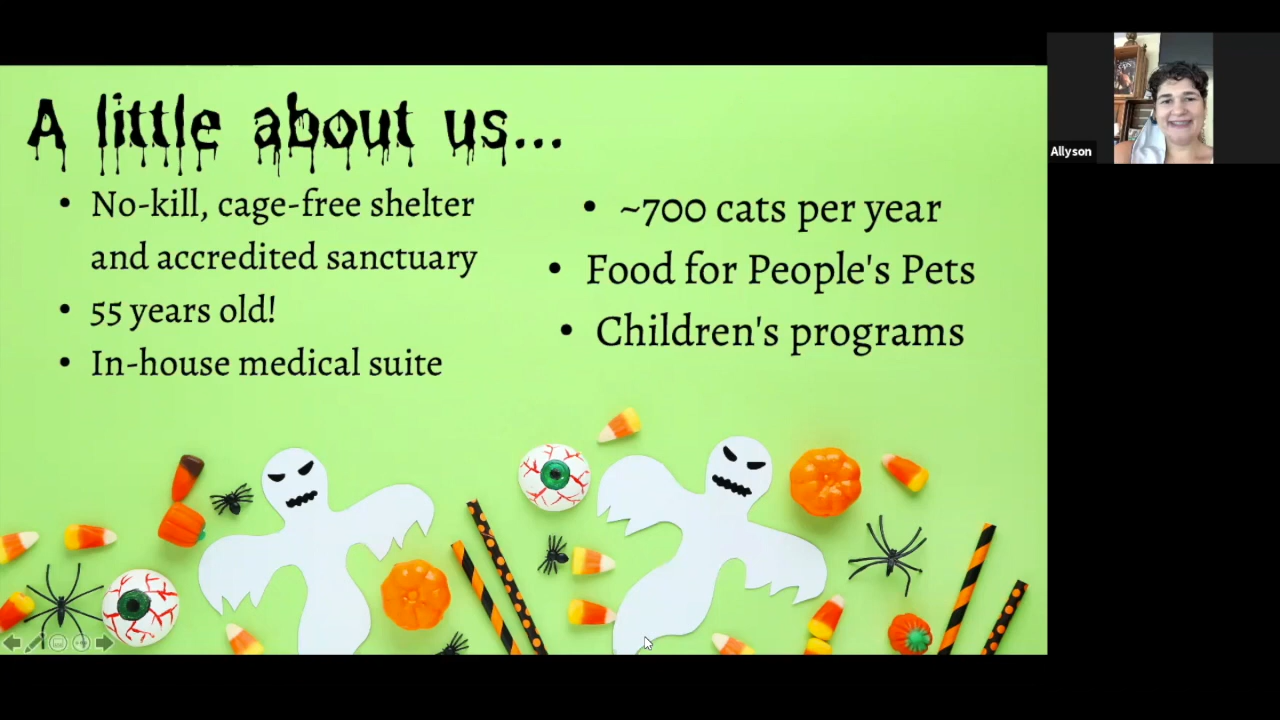 A little about us...
• No-kill, cage-free shelter
and accredited sanctuary
• 55 years old!
• In-house medical suite
• ~700 cats per year
• Food for People's Pets
• Children's programs
Allyson